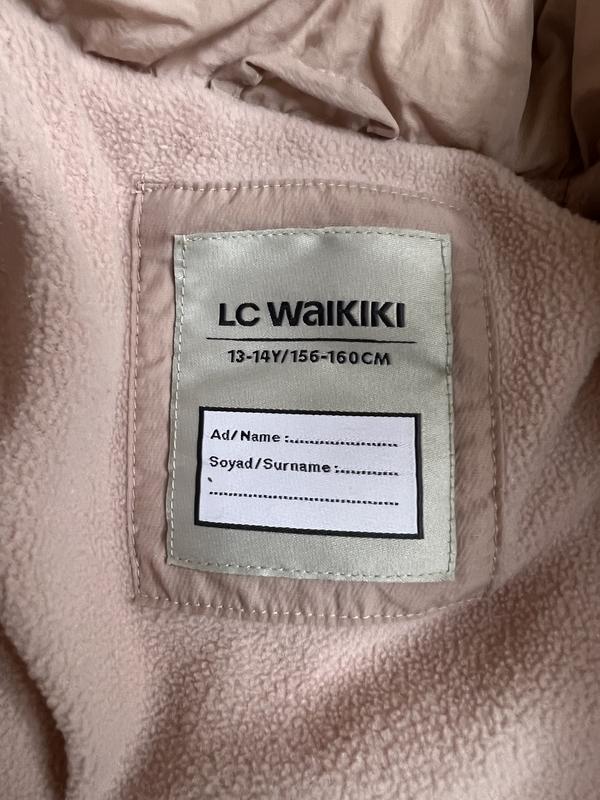 LC WAIKIKI
13-14Y/156-160CM
Ad/Name :........................
Soyad/Surname :..............
..........................................